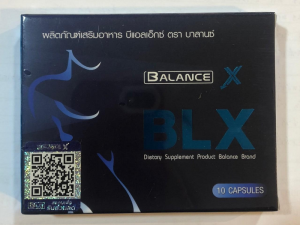 ผลิตภัณฑ์เสริมอาหาร บีแอลเอ็กซ์ ตรา บาลานซ์
BALANCE X
BLX
Dietary Supplement Product Balance Brand
10 CAPSULES